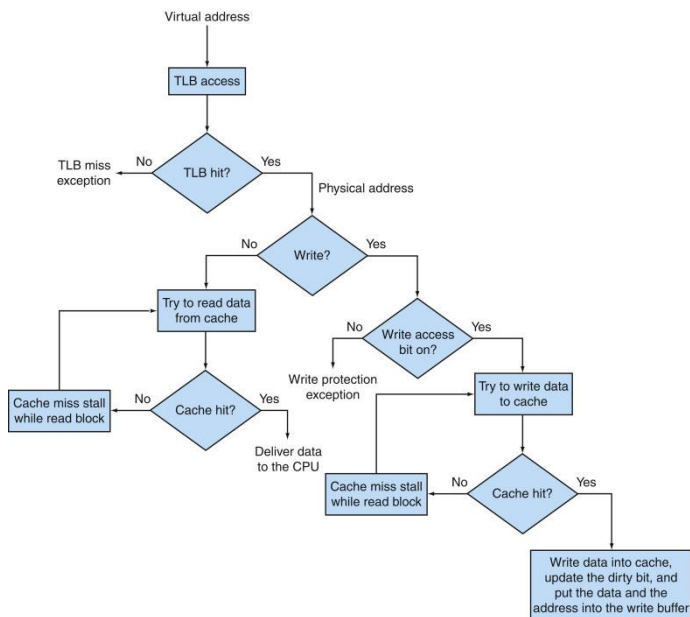 Virtual address
TLB access
TLB hit?
No
Yes
TLB miss
exception
Physical address
Write?
No
Yes
Try to read data
from cache
Write access
bit on?
No
Yes
Write protection
exception
Try to write data
to cache
Cache hit?
No
Yes
Cache miss stall
while read block
Deliver data
to the CPU
Cache hit?
No
Yes
Cache miss stall
while read block
Write data into cache,
update the dirty bit, and
put the data and the
address into the write buffer